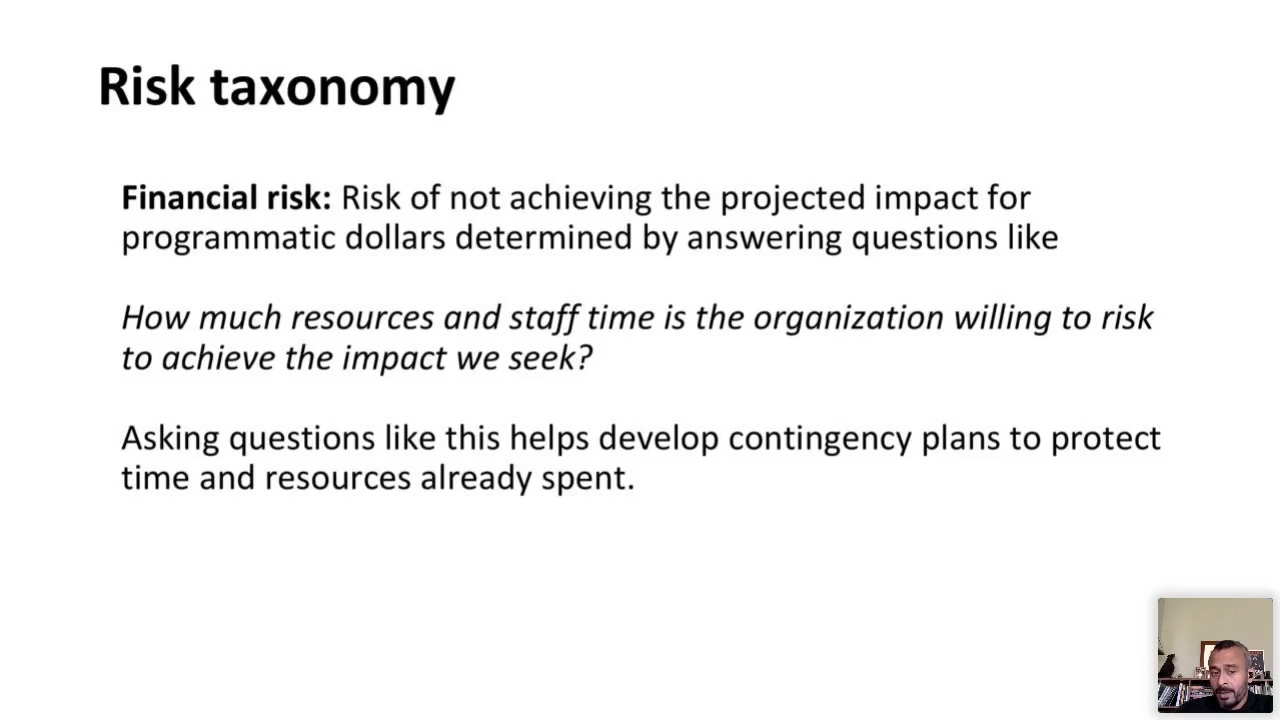 Risk taxonomy
Financial risk: Risk of not achieving the projected impact for
programmatic dollars determined by answering questions like
How much resources and staff time is the organization willing to risk
to achieve the impact we seek?
Asking questions like this helps develop contingency plans to protect
time and resources already spent.